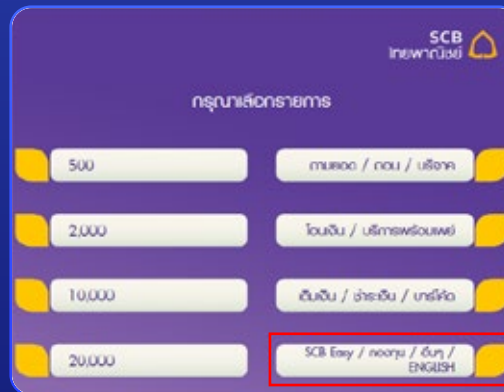 SCB
ไทยพาณิชย์
กรุณาเลือกรายการ
500
ถามยอด / ถอน / บริจาค
2,000
โอนเงิน / บริการพร้อมเพย์
10,000
เติมเงิน / ชำระเงิน / บาร์โค้ด
20,000
SCB Easy / กองทุน / อื่นๆ /
ENGLISH